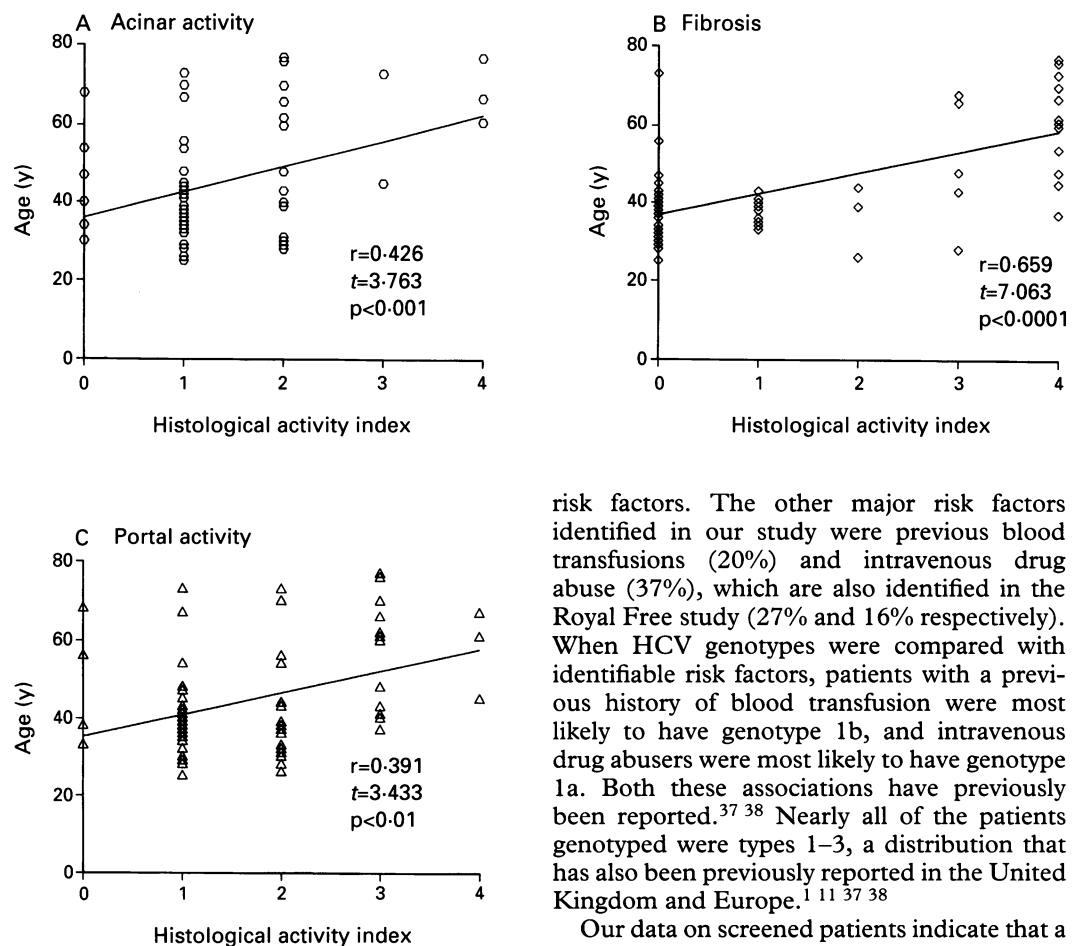 A Acinar activity
80
60
40
20
0
Age (y)
r=0·426
t=3·763
p<0·001
0 1 2 3 4
Histological activity index
B Fibrosis
80
60
40
20
0
Age (y)
r=0·659
t=7·063
p<0·0001
0 1 2 3 4
Histological activity index
C Portal activity
80
60
40
20
0
Age (y)
r=0·391
t=3·433
p<0·01
0 1 2 3 4
Histological activity index
risk factors. The other major risk factors
identified in our study were previous blood
transfusions (20%) and intravenous drug
abuse (37%), which are also identified in the
Royal Free study (27% and 16% respectively).
When HCV genotypes were compared with
identifiable risk factors, patients with a previ-
ous history of blood transfusion were most
likely to have genotype 1b, and intravenous
drug abusers were most likely to have genotype
1a. Both these associations have previously
been reported.37 38 Nearly all of the patients
genotyped were types 1–3, a distribution that
has also been previously reported in the United
Kingdom and Europe.1 11 37 38
Our data on screened patients indicate that a